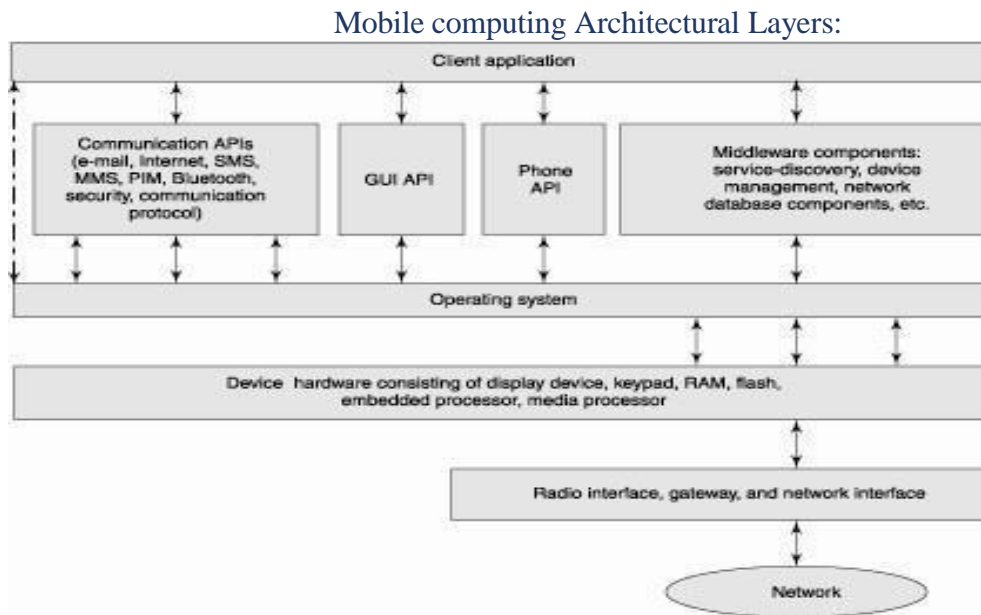 Mobile computing Architectural Layers:
Client application
Communication APIs
(e-mail, Internet, SMS,
MMS, PIM, Bluetooth,
security, communication
protocol)
GUI API
Phone
API
Middleware components:
service-discovery, device
management, network
database components, etc.
Operating system
Device hardware consisting of display device, keypad, RAM, flash,
embedded processor, media processor
Radio interface, gateway, and network interface
Network